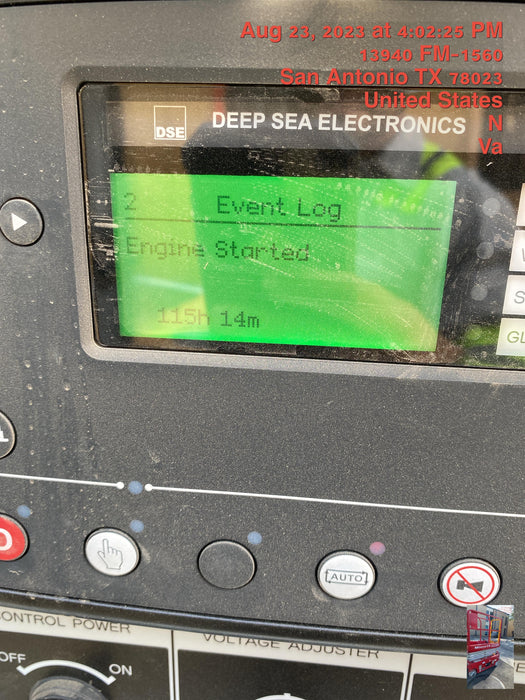 Aug 23, 2023 at 4:02:25 PM
13940 FM-1560
San Antonio TX 78023
United States
N
Va
DSE
DEEP SEA ELECTRONICS
2 Event Log
Engine Started
115h 14m
AUTO
CONTROL POWER
OFF
ON
VOLTAGE ADJUSTER